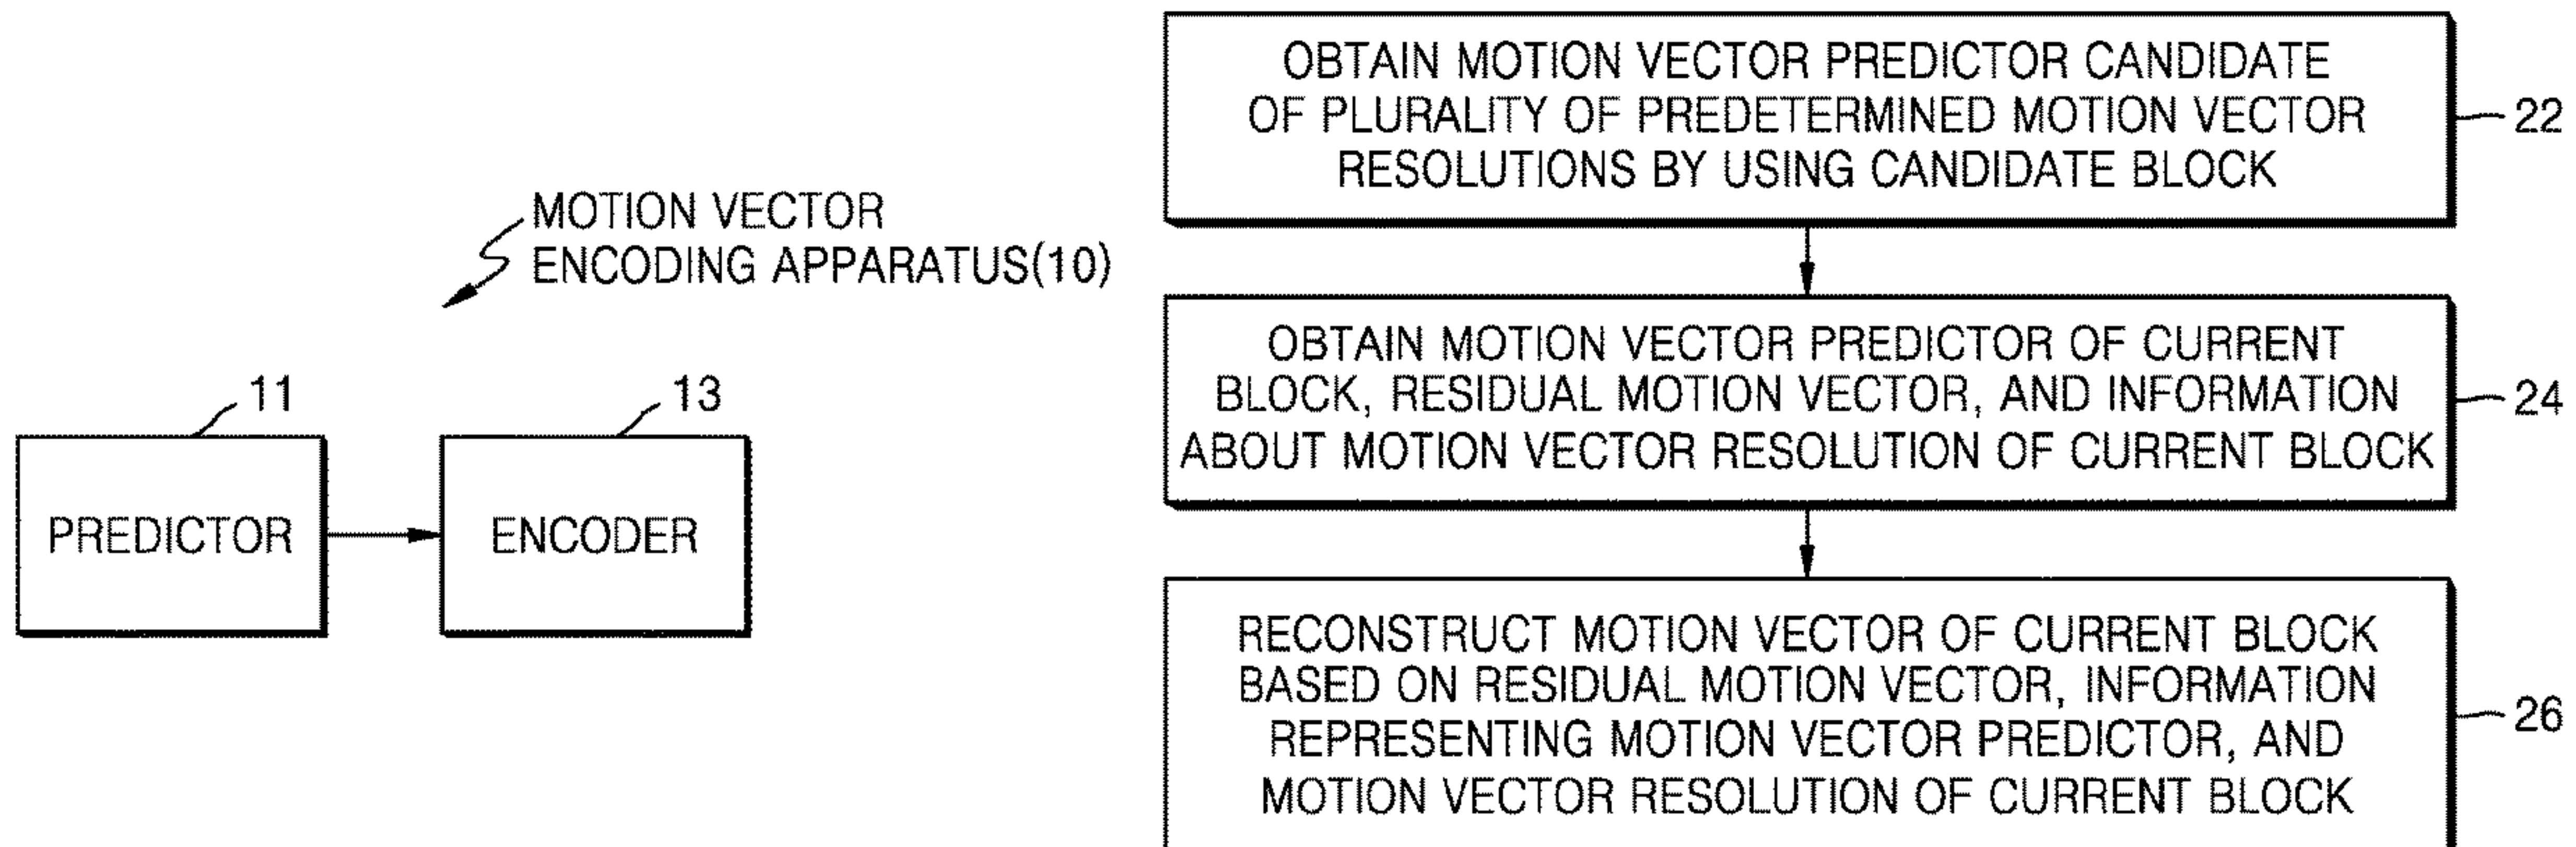 MOTION VECTOR
ENCODING APPARATUS(10)
11
13
PREDICTOR
ENCODER
OBTAIN MOTION VECTOR PREDICTOR CANDIDATE
OF PLURALITY OF PREDETERMINED MOTION VECTOR
RESOLUTIONS BY USING CANDIDATE BLOCK
22
OBTAIN MOTION VECTOR PREDICTOR OF CURRENT
BLOCK, RESIDUAL MOTION VECTOR, AND INFORMATION
ABOUT MOTION VECTOR RESOLUTION OF CURRENT BLOCK
24
RECONSTRUCT MOTION VECTOR OF CURRENT BLOCK
BASED ON RESIDUAL MOTION VECTOR, INFORMATION
REPRESENTING MOTION VECTOR PREDICTOR, AND
MOTION VECTOR RESOLUTION OF CURRENT BLOCK
26